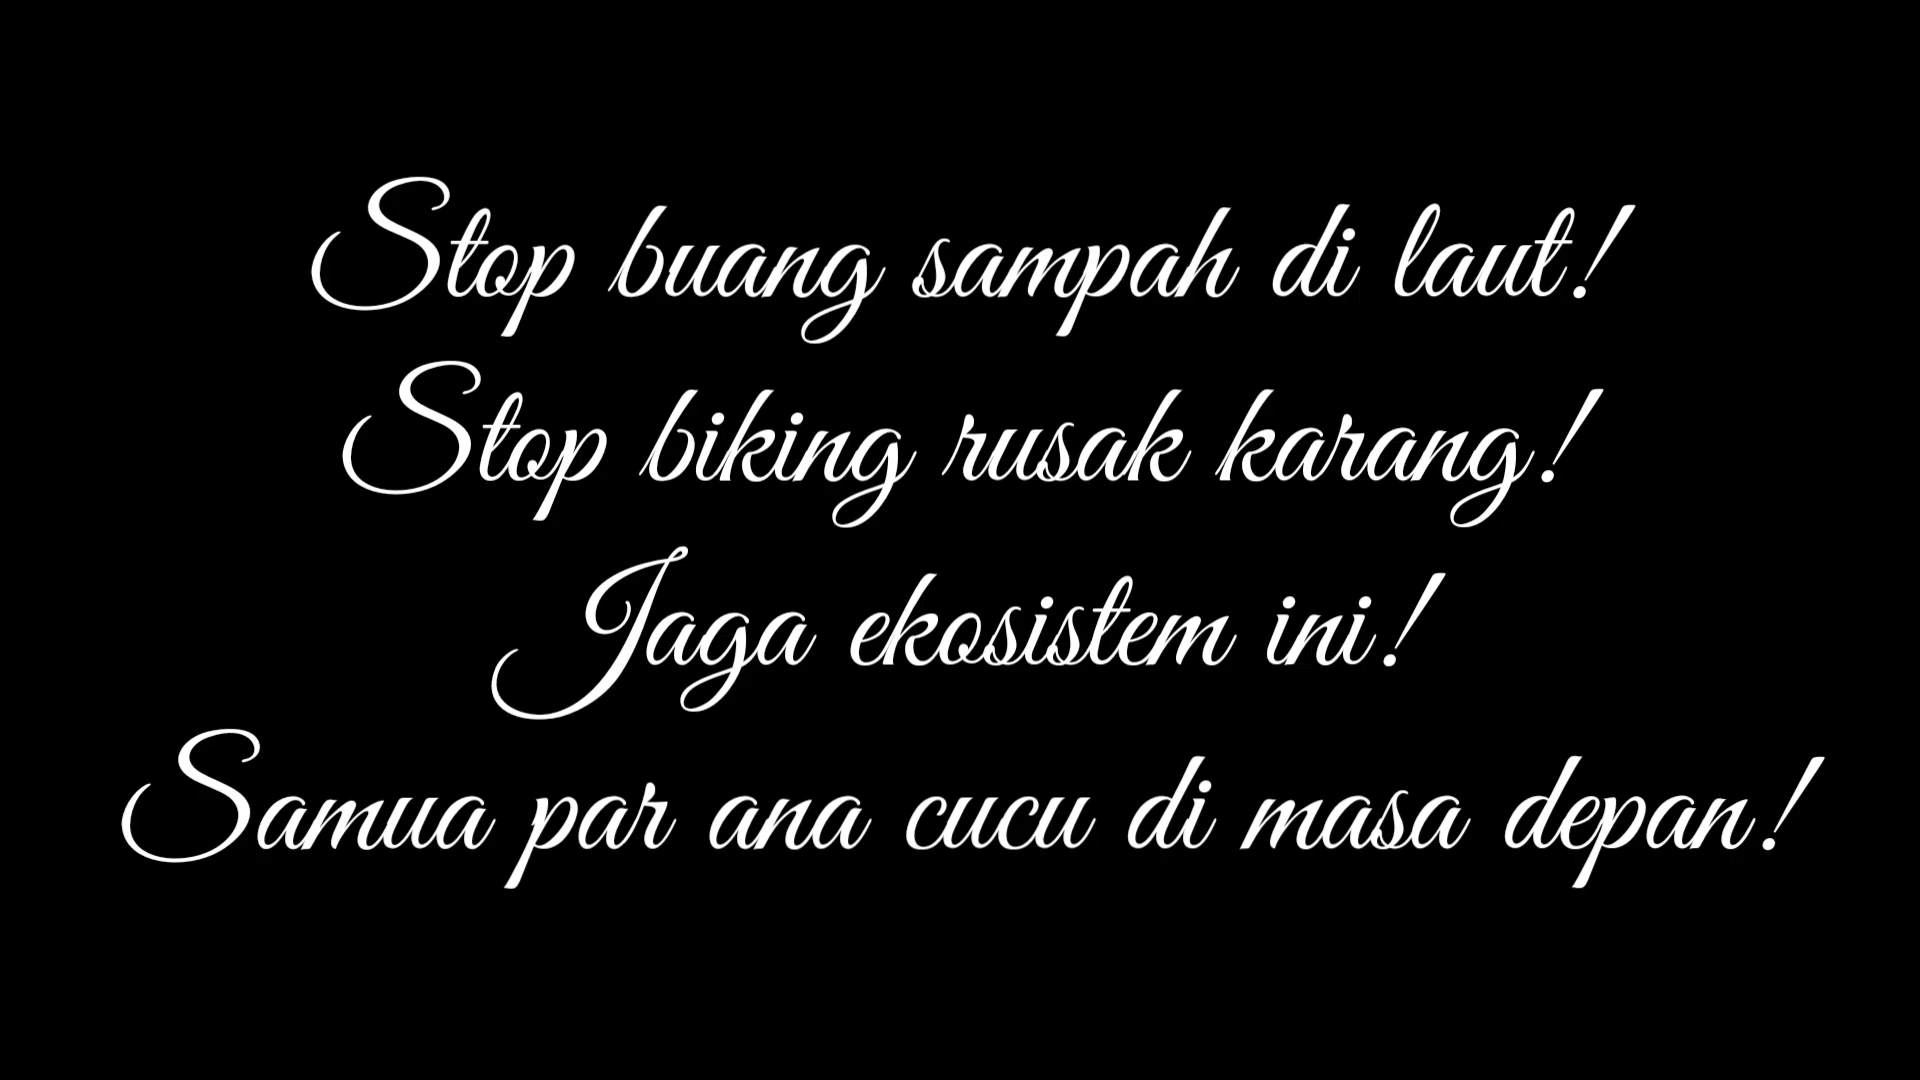 Stop buang sampah di laut!
Stop biking rusak karang!
Jaga ekosistem ini!
Samua par ana cucu di masa depan!